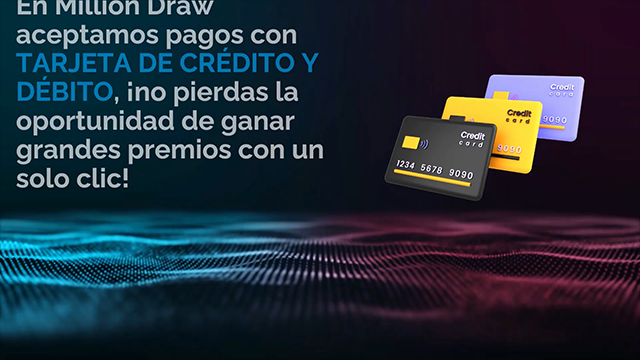 En Million Draw
aceptamos pagos con
TARJETA DE CRÉDITO Y
DÉBITO, ¡no pierdas la
oportunidad de ganar
grandes premios con un
solo clic!
Credit
card
9090
Credit
card
9090
Credit
card
1234 5678 9090